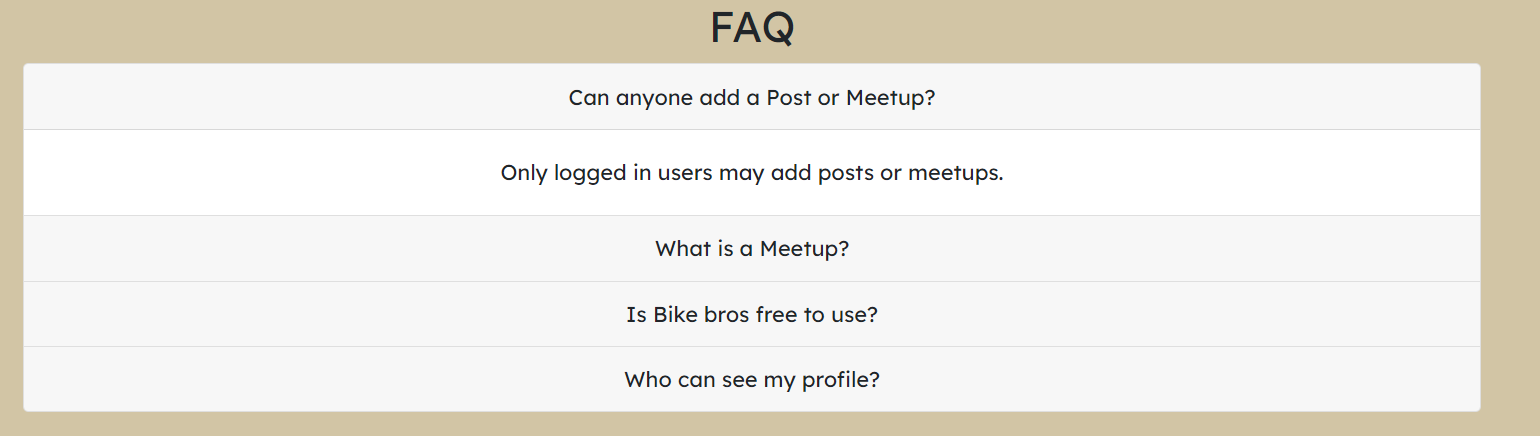 FAQ
Can anyone add a Post or Meetup?
Only logged in users may add posts or meetups.
What is a Meetup?
Is Bike bros free to use?
Who can see my profile?